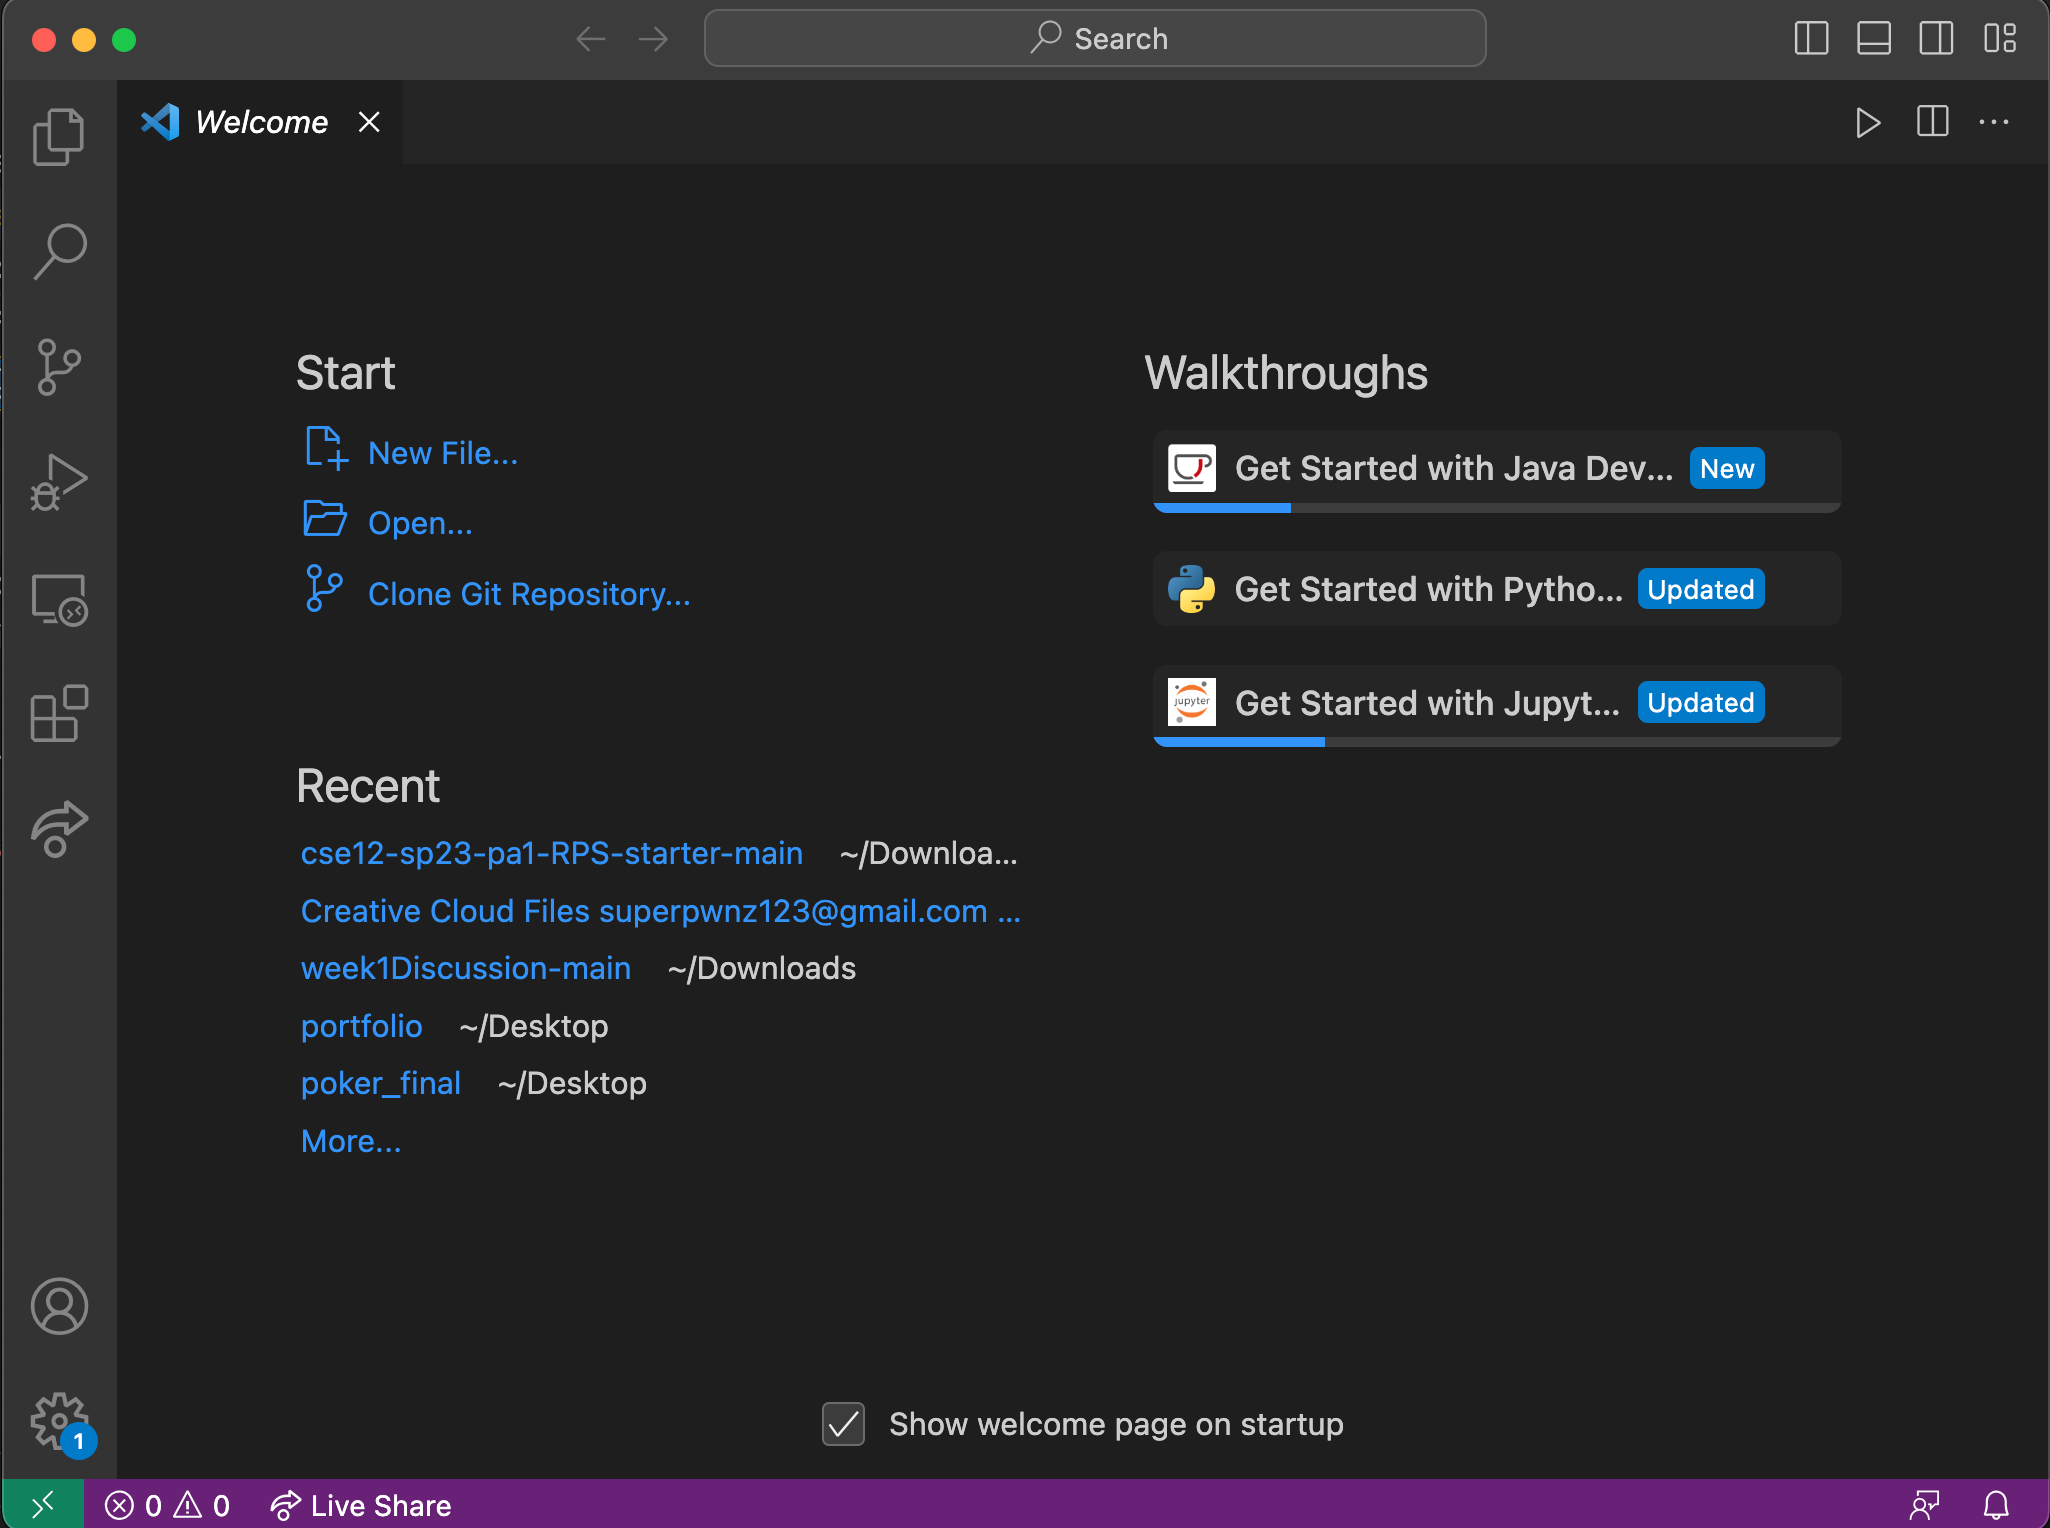 Search
Welcome
Start
New File...
Open...
Clone Git Repository...
Recent
cse12-sp23-pa1-RPS-starter-main ~/Downloa...
Creative Cloud Files superpwnz123@gmail.com ...
week1Discussion-main ~/Downloads
portfolio ~/Desktop
poker_final ~/Desktop
More...
Walkthroughs
Get Started with Java Dev... New
Get Started with Pytho... Updated
jupyter Get Started with Jupyt... Updated
Show welcome page on startup
1
0 0 Live Share